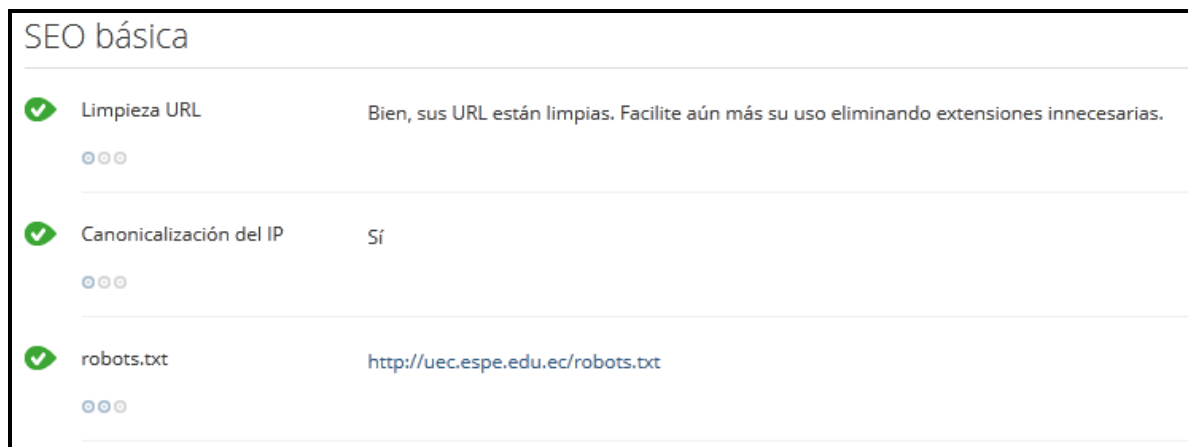 SEO básica
Limpieza URL
Bien, sus URL están limpias. Facilite aún más su uso eliminando extensiones innecesarias.
Canonicalización del IP
Sí
robots.txt
http://uec.espe.edu.ec/robots.txt